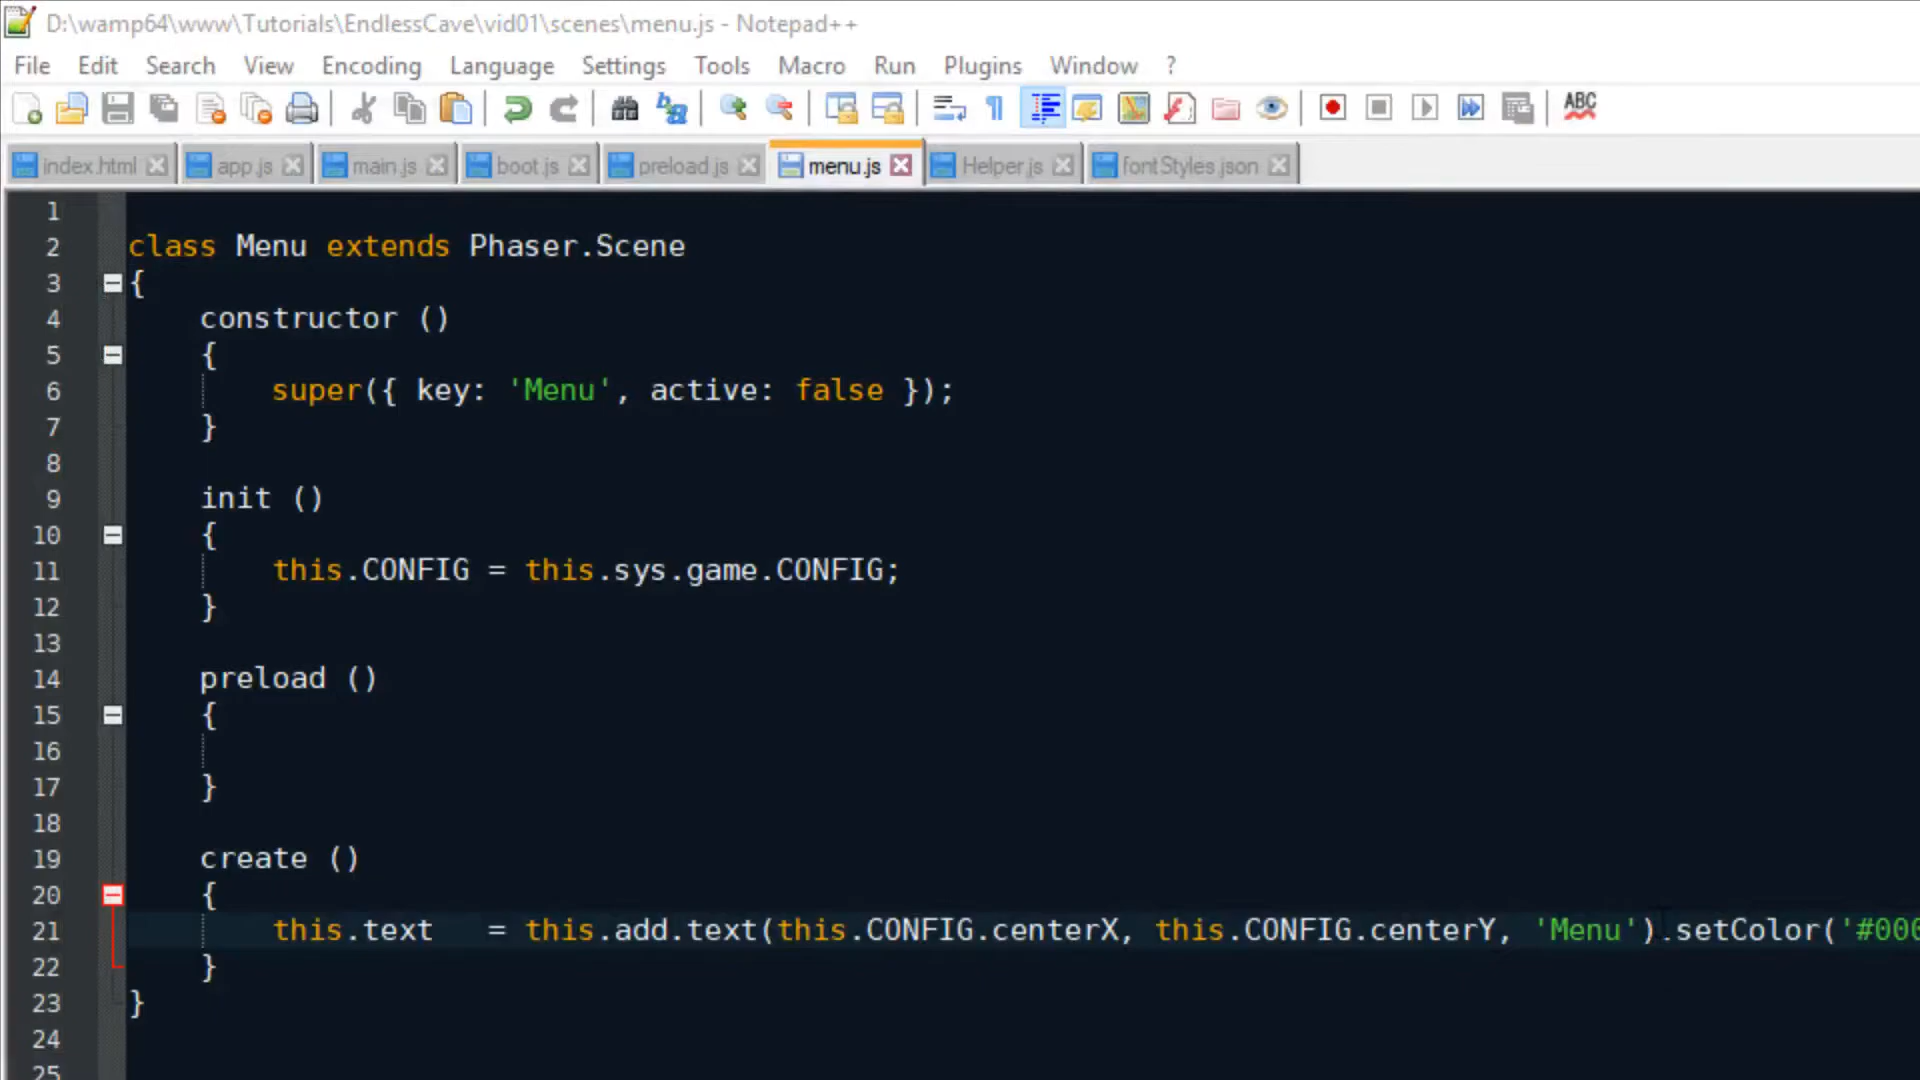 D:\wamp64\www\Tutorials\EndlessCave\vid01\scenes\menu.js - Notepad++
File Edit Search View Encoding Language Settings Tools Macro Run Plugins Window ?
ABC
index.html app.js main.js boot.js preload.js menu.js Helper.js fontStyles.json
1
2 class Menu extends Phaser.Scene
3 {
4 constructor ()
5 {
6 super({ key: 'Menu', active: false });
7 }
8
9 init ()
10 {
11 this.CONFIG = this.sys.game.CONFIG;
12 }
13
14 preload ()
15 {
16
17 }
18
19 create ()
20 {
21 this.text = this.add.text(this.CONFIG.centerX, this.CONFIG.centerY, 'Menu').setColor('#000
22 }
23 }
24
25